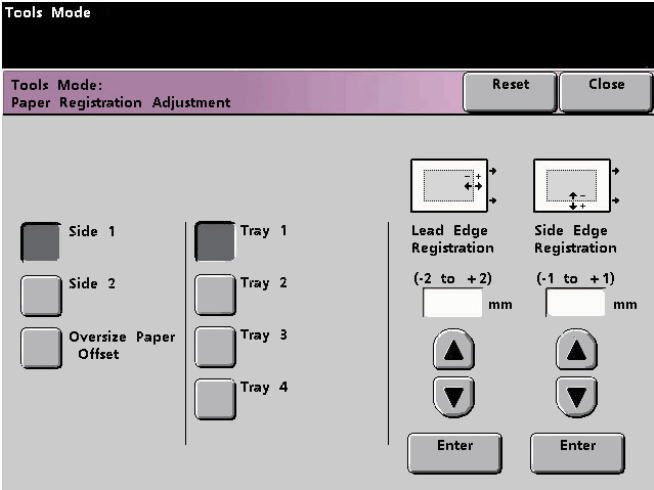 Tools Mode
Tools Mode:
Paper Registration Adjustment
Reset
Close
Side 1
Side 2
Oversize Paper
Offset
Tray 1
Tray 2
Tray 3
Tray 4
- +
Lead Edge
Registration
(-2 to +2)
mm
Enter
-
+
Side Edge
Registration
(-1 to +1)
mm
Enter